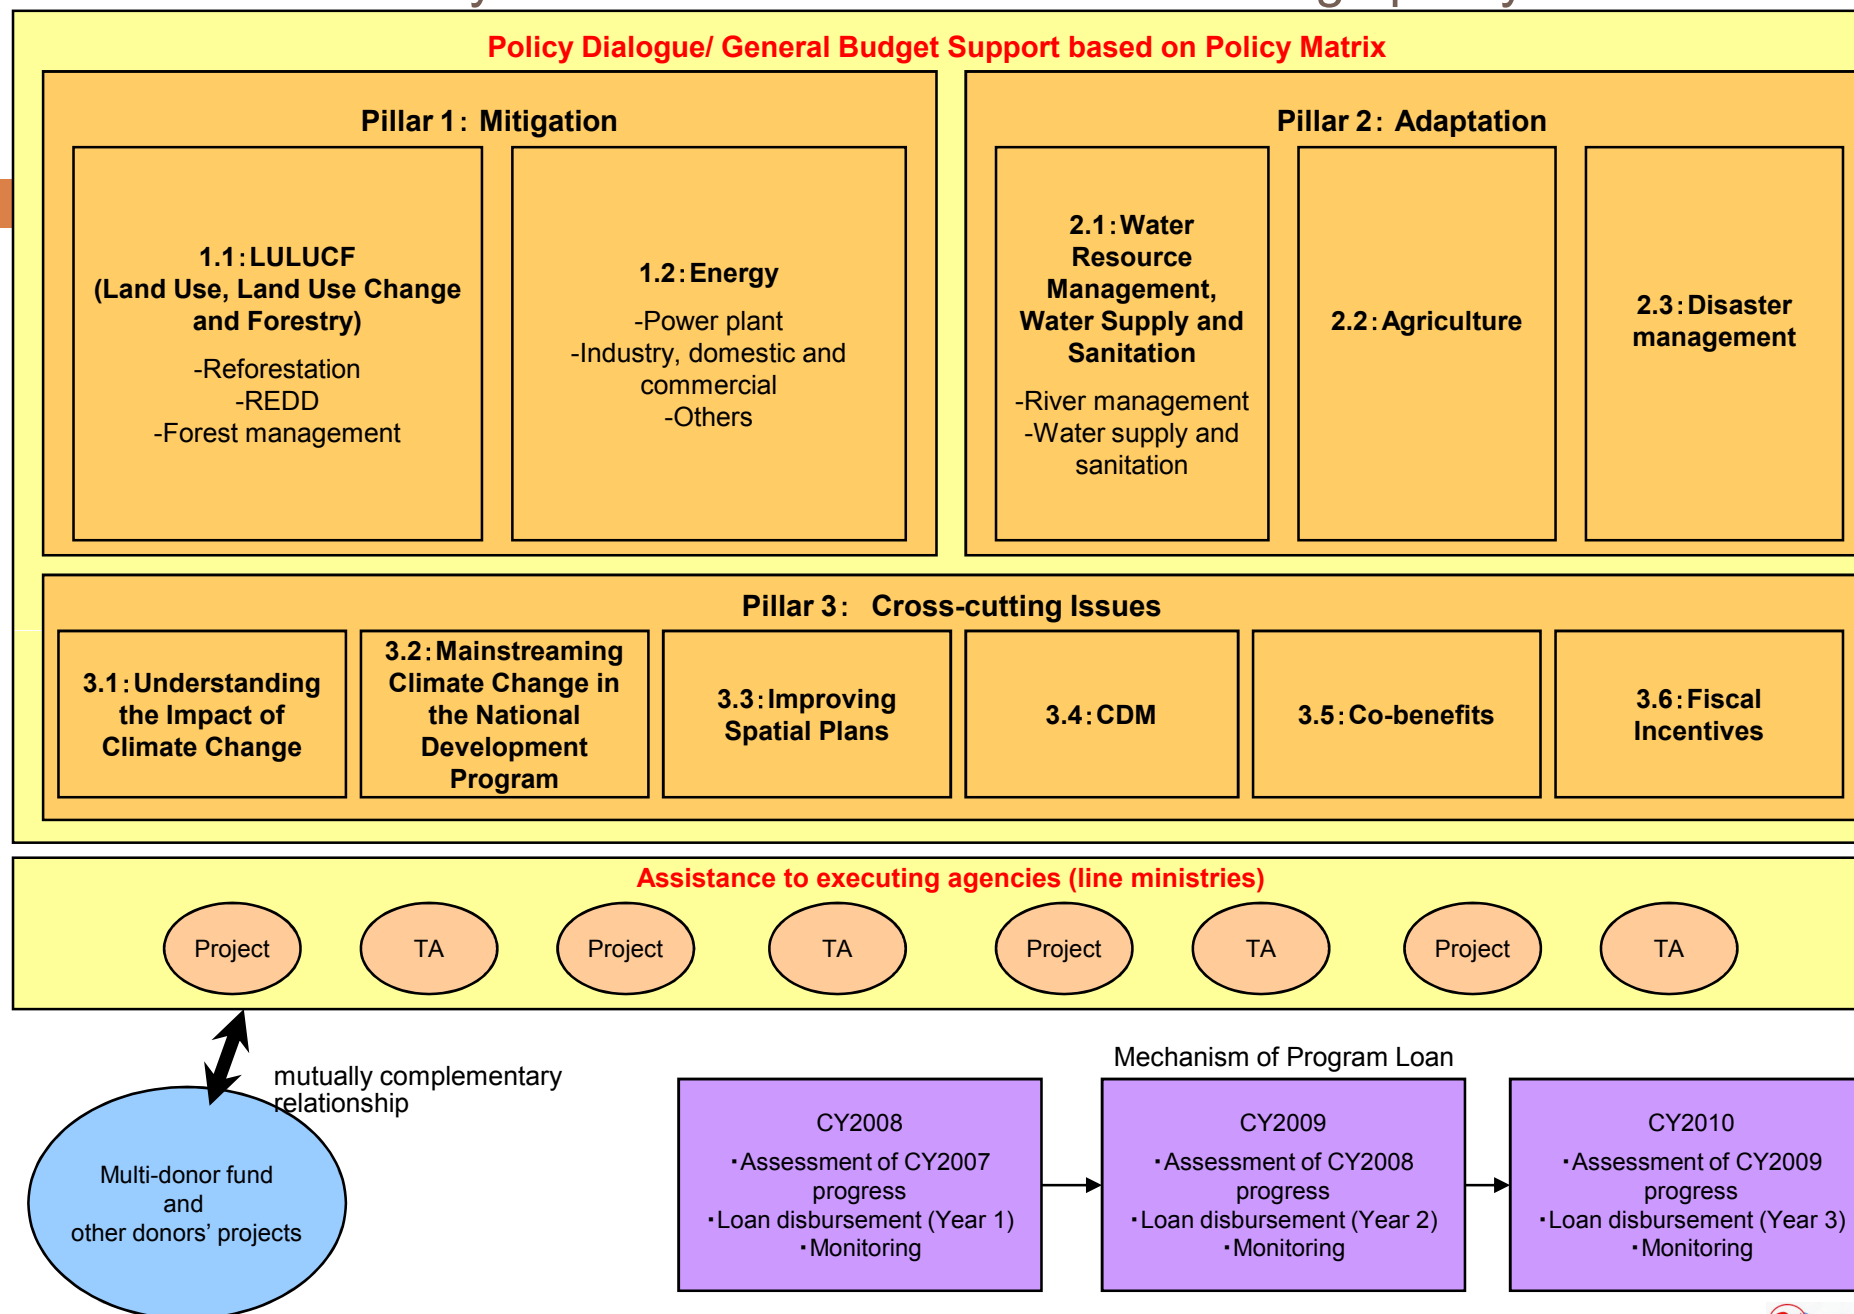 Policy Dialogue/ General Budget Support based on Policy Matrix
Pillar 1: Mitigation
1.1:LULUCF
(Land Use, Land Use Change
and Forestry)
-Reforestation
-REDD
-Forest management
1.2:Energy
-Power plant
-Industry, domestic and
commercial
-Others
Pillar 2: Adaptation
2.1:Water
Resource
Management,
Water Supply and
Sanitation
-River management
-Water supply and
sanitation
2.2:Agriculture
2.3:Disaster
management
Pillar 3: Cross-cutting Issues
3.1:Understanding
the Impact of
Climate Change
3.2:Mainstreaming
Climate Change in
the National
Development
Program
3.3:Improving
Spatial Plans
3.4:CDM
3.5:Co-benefits
3.6:Fiscal
Incentives
Assistance to executing agencies (line ministries)
Project
TA
Project
TA
Project
TA
Project
TA
mutually complementary
relationship
Multi-donor fund
and
other donors’ projects
Mechanism of Program Loan
CY2008
・Assessment of CY2007
progress
・Loan disbursement (Year 1)
・Monitoring
CY2009
・Assessment of CY2008
progress
・Loan disbursement (Year 2)
・Monitoring
CY2010
・Assessment of CY2009
progress
・Loan disbursement (Year 3)
・Monitoring